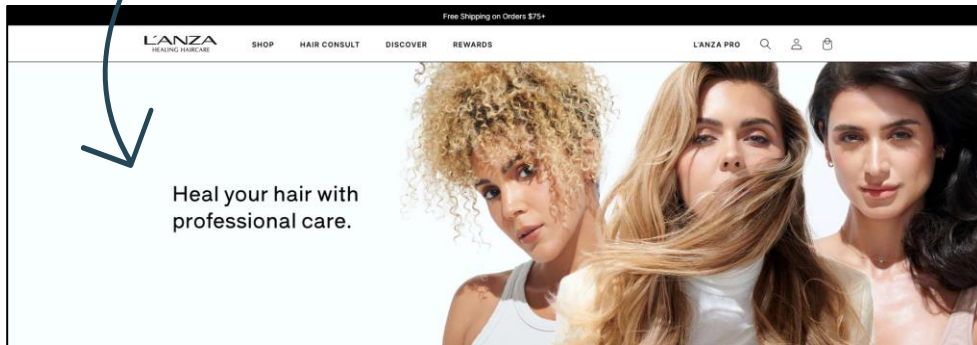 Free Shipping on Orders $75+
L'ANZA
HEALING HAIRCARE
SHOP HAIR CONSULT DISCOVER REWARDS L'ANZA PRO
Heal your hair with
professional care.